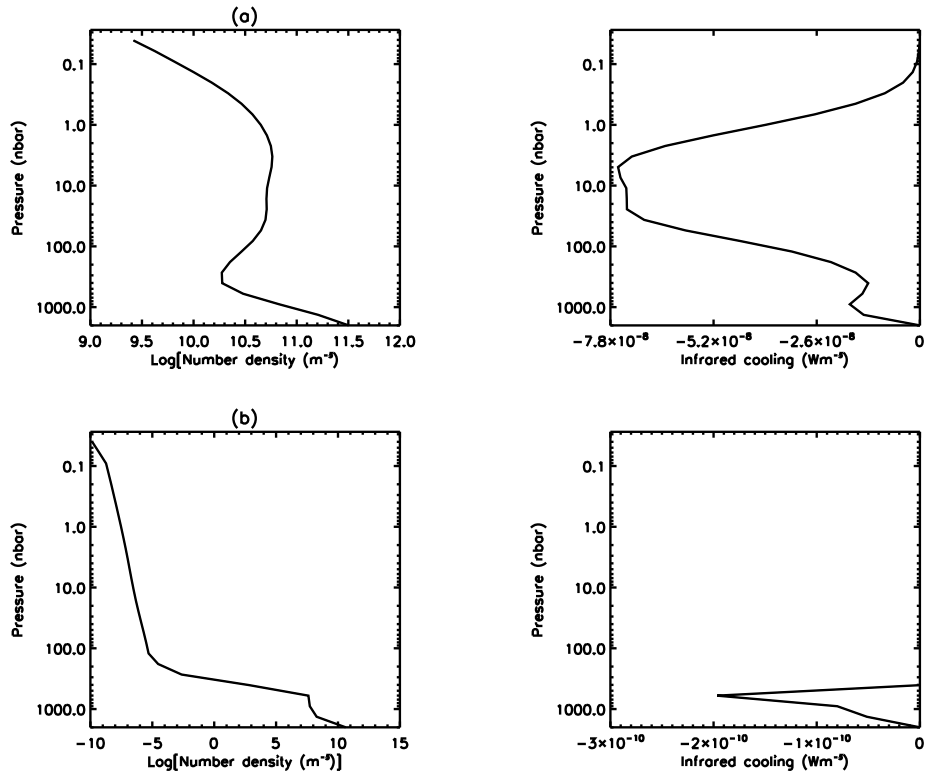 (a)
Pressure (nbar)
0.1
1.0
10.0
100.0
1000.0
9.0 9.5 10.0 10.5 11.0 11.5 12.0
Log[Number density (m⁻³)
Pressure (nbar)
0.1
1.0
10.0
100.0
1000.0
−7.8×10⁻⁸ −5.2×10⁻⁸ −2.6×10⁻⁸ 0
Infrared cooling (Wm⁻³)
(b)
Pressure (nbar)
0.1
1.0
10.0
100.0
1000.0
−10 −5 0 5 10 15
Log[Number density (m⁻³)]
Pressure (nbar)
0.1
1.0
10.0
100.0
1000.0
−3×10⁻¹⁰ −2×10⁻¹⁰ −1×10⁻¹⁰ 0
Infrared cooling (Wm⁻³)